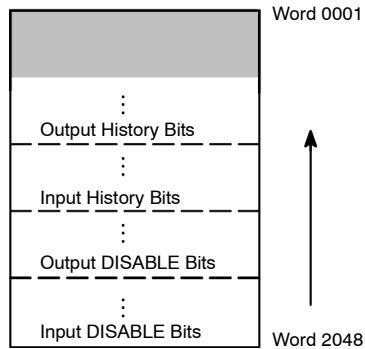 Word 0001
⋮
Output History Bits
⋮
Input History Bits
⋮
Output DISABLE Bits
⋮
Input DISABLE Bits
Word 2048